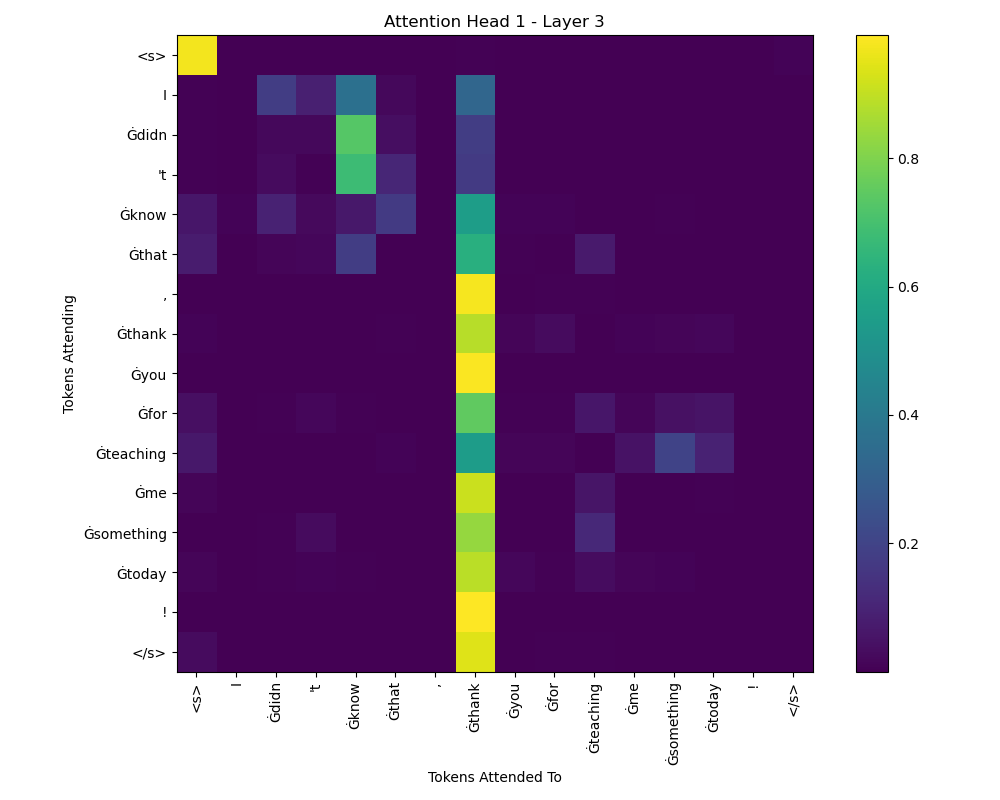 Attention Head 1 - Layer 3
Tokens Attending
<s>
I
Ġdidn
't
Ġknow
Ġthat
,
Ġthank
Ġyou
Ġfor
Ġteaching
Ġme
Ġsomething
Ġtoday
!
</s>
<s>
I
Ġdidn
't
Ġknow
Ġthat
,
Ġthank
Ġyou
Ġfor
Ġteaching
Ġme
Ġsomething
Ġtoday
!
</s>
Tokens Attended To
0.8
0.6
0.4
0.2